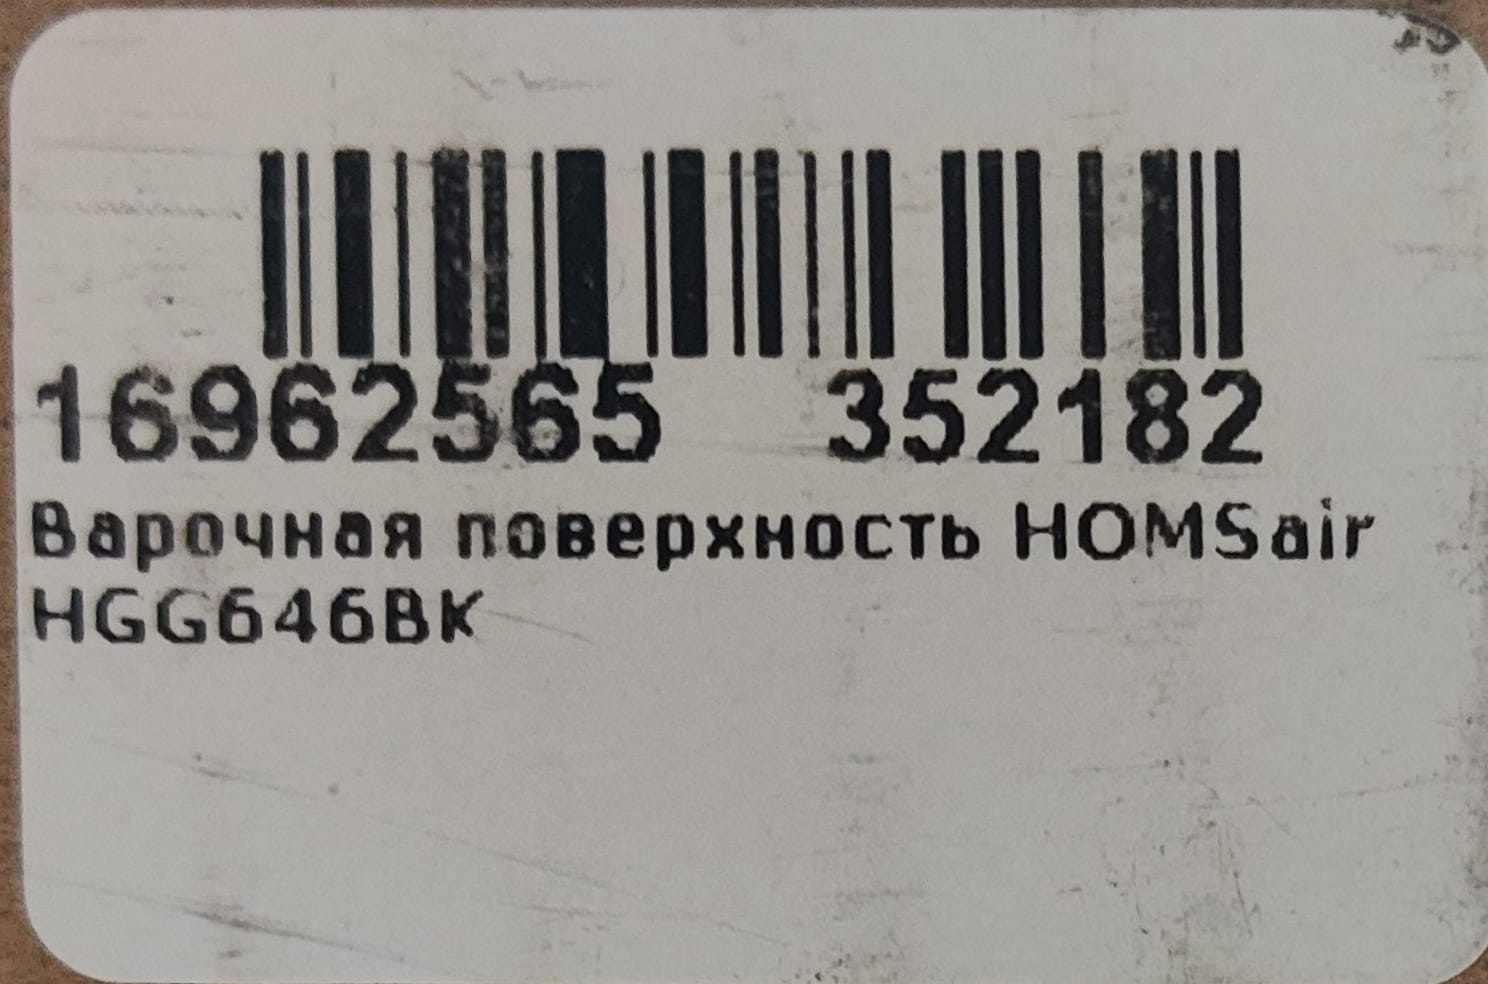 16962565 352182
Варочная поверхность HOMSair
HGG646BK